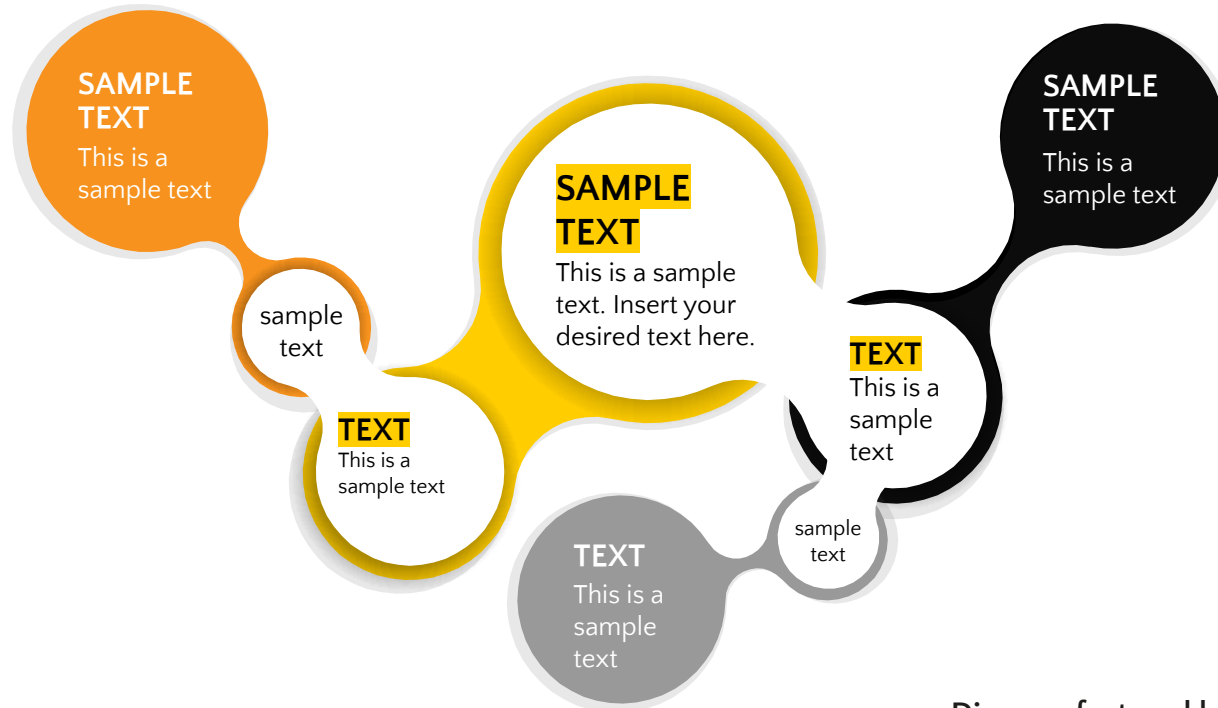 SAMPLE
TEXT
This is a
sample text
sample
text
TEXT
This is a
sample text
SAMPLE
TEXT
This is a sample
text. Insert your
desired text here.
SAMPLE
TEXT
This is a
sample text
TEXT
This is a
sample
text
sample
text
TEXT
This is a
sample
text